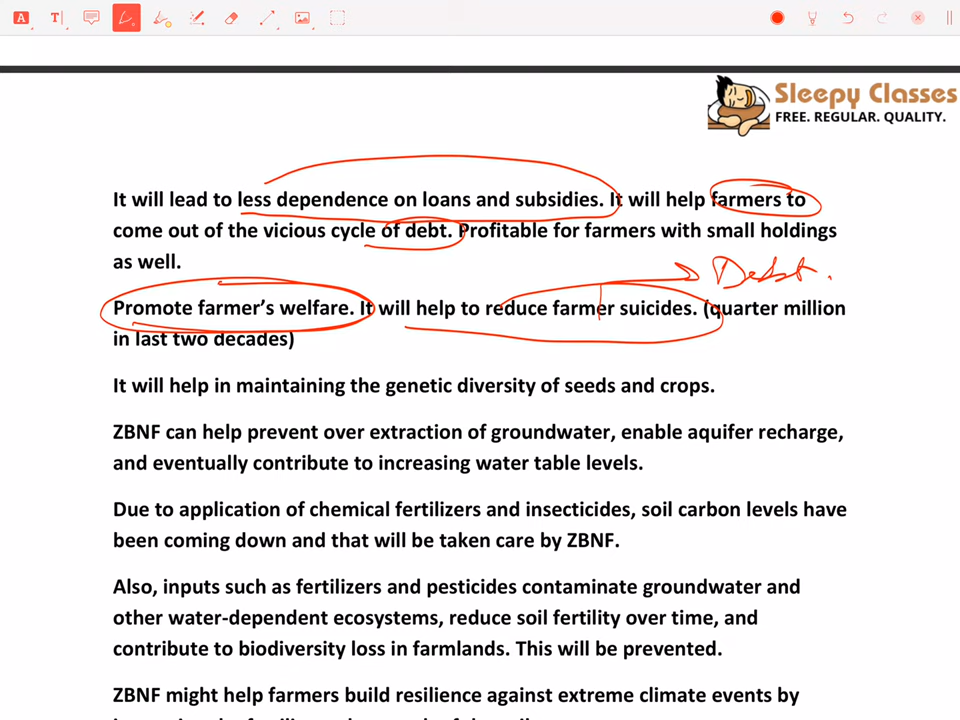 Sleepy Classes
FREE. REGULAR. QUALITY.
It will lead to less dependence on loans and subsidies. It will help farmers to
come out of the vicious cycle of debt. Profitable for farmers with small holdings
as well.
Debt.
Promote farmer's welfare. It will help to reduce farmer suicides. (quarter million
in last two decades)
It will help in maintaining the genetic diversity of seeds and crops.
ZBNF can help prevent over extraction of groundwater, enable aquifer recharge,
and eventually contribute to increasing water table levels.
Due to application of chemical fertilizers and insecticides, soil carbon levels have
been coming down and that will be taken care by ZBNF.
Also, inputs such as fertilizers and pesticides contaminate groundwater and
other water-dependent ecosystems, reduce soil fertility over time, and
contribute to biodiversity loss in farmlands. This will be prevented.
ZBNF might help farmers build resilience against extreme climate events by